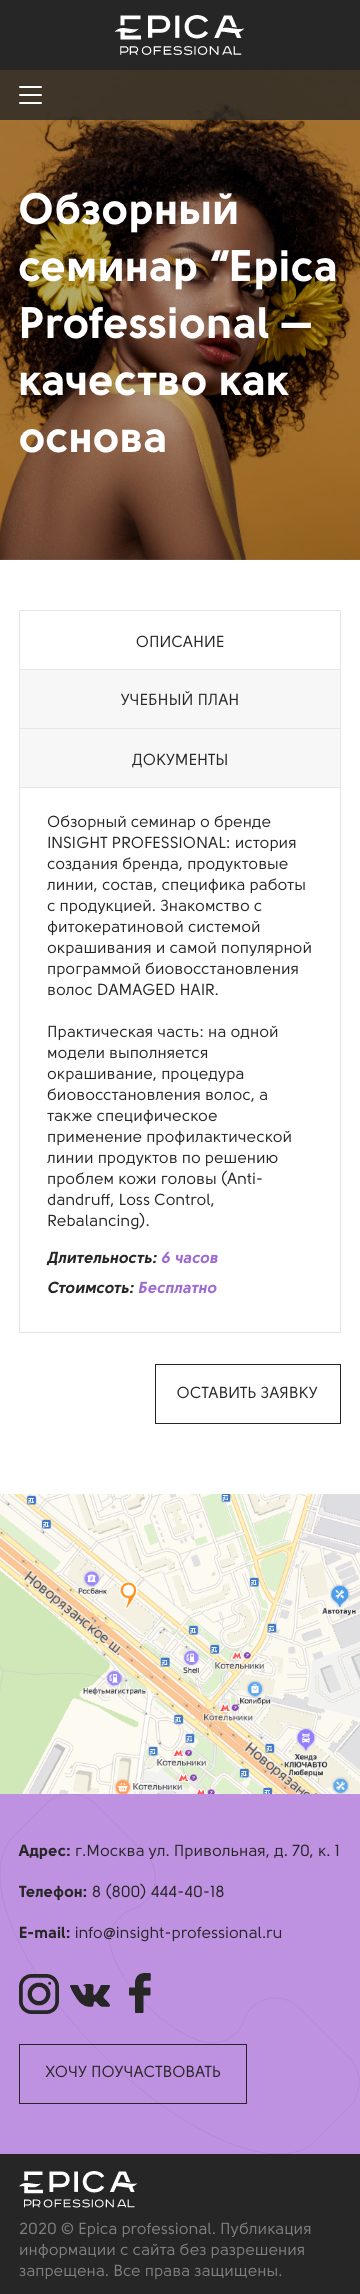 EPICA
PROFESSIONAL
Обзорный
семинар “Epica
Professional —
качество как
основа
ОПИСАНИЕ
УЧЕБНЫЙ ПЛАН
ДОКУМЕНТЫ
Обзорный семинар о бренде
INSIGHT PROFESSIONAL: история
создания бренда, продуктовые
линии, состав, специфика работы
с продукцией. Знакомство с
фитокератиновой системой
окрашивания и самой популярной
программой биовосстановления
волос DAMAGED HAIR.
Практическая часть: на одной
модели выполняется
окрашивание, процедура
биовосстановления волос, а
также специфическое
применение профилактической
линии продуктов по решению
проблем кожи головы (Anti-
dandruff, Loss Control,
Rebalancing).
Длительность: 6 часов
Стоимсоть: Бесплатно
ОСТАВИТЬ ЗАЯВКУ
Новорязанское ш.
Росбанк
Автотаун
Shell
Котельники
Нефтьмагистраль
Колибри
Котельники
Хендэ
КЛЮЧАВТО
Люберцы
Котельники
Котельники
Новорязанс
Адрес: г.Москва ул. Привольная, д. 70, к. 1
Телефон: 8 (800) 444-40-18
E-mail: info@insight-professional.ru
ХОЧУ ПОУЧАСТВОВАТЬ
EPICA
PROFESSIONAL
2020 © Epica professional. Публикация
информации с сайта без разрешения
запрещена. Все права защищены.